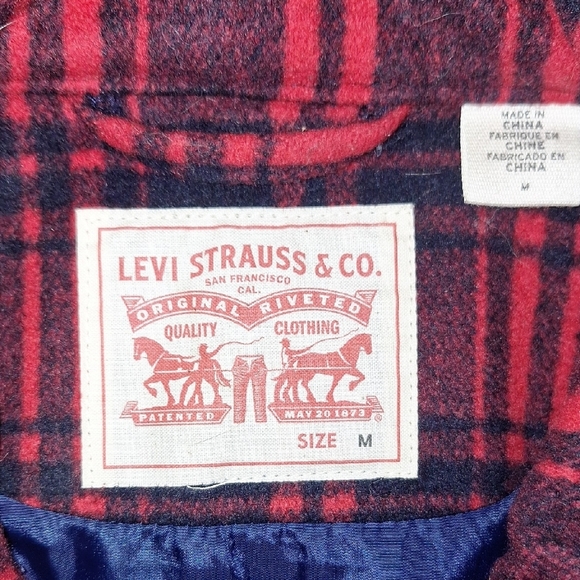 MADE IN
CHINA
FABRIQUE EN
CHINE
FABRICADO EN
CHINA
M
LEVI STRAUSS & CO.
SAN FRANCISCO
CAL.
ORIGINAL RIVETED
QUALITY CLOTHING
PATENTED MAY 20 1873
SIZE M